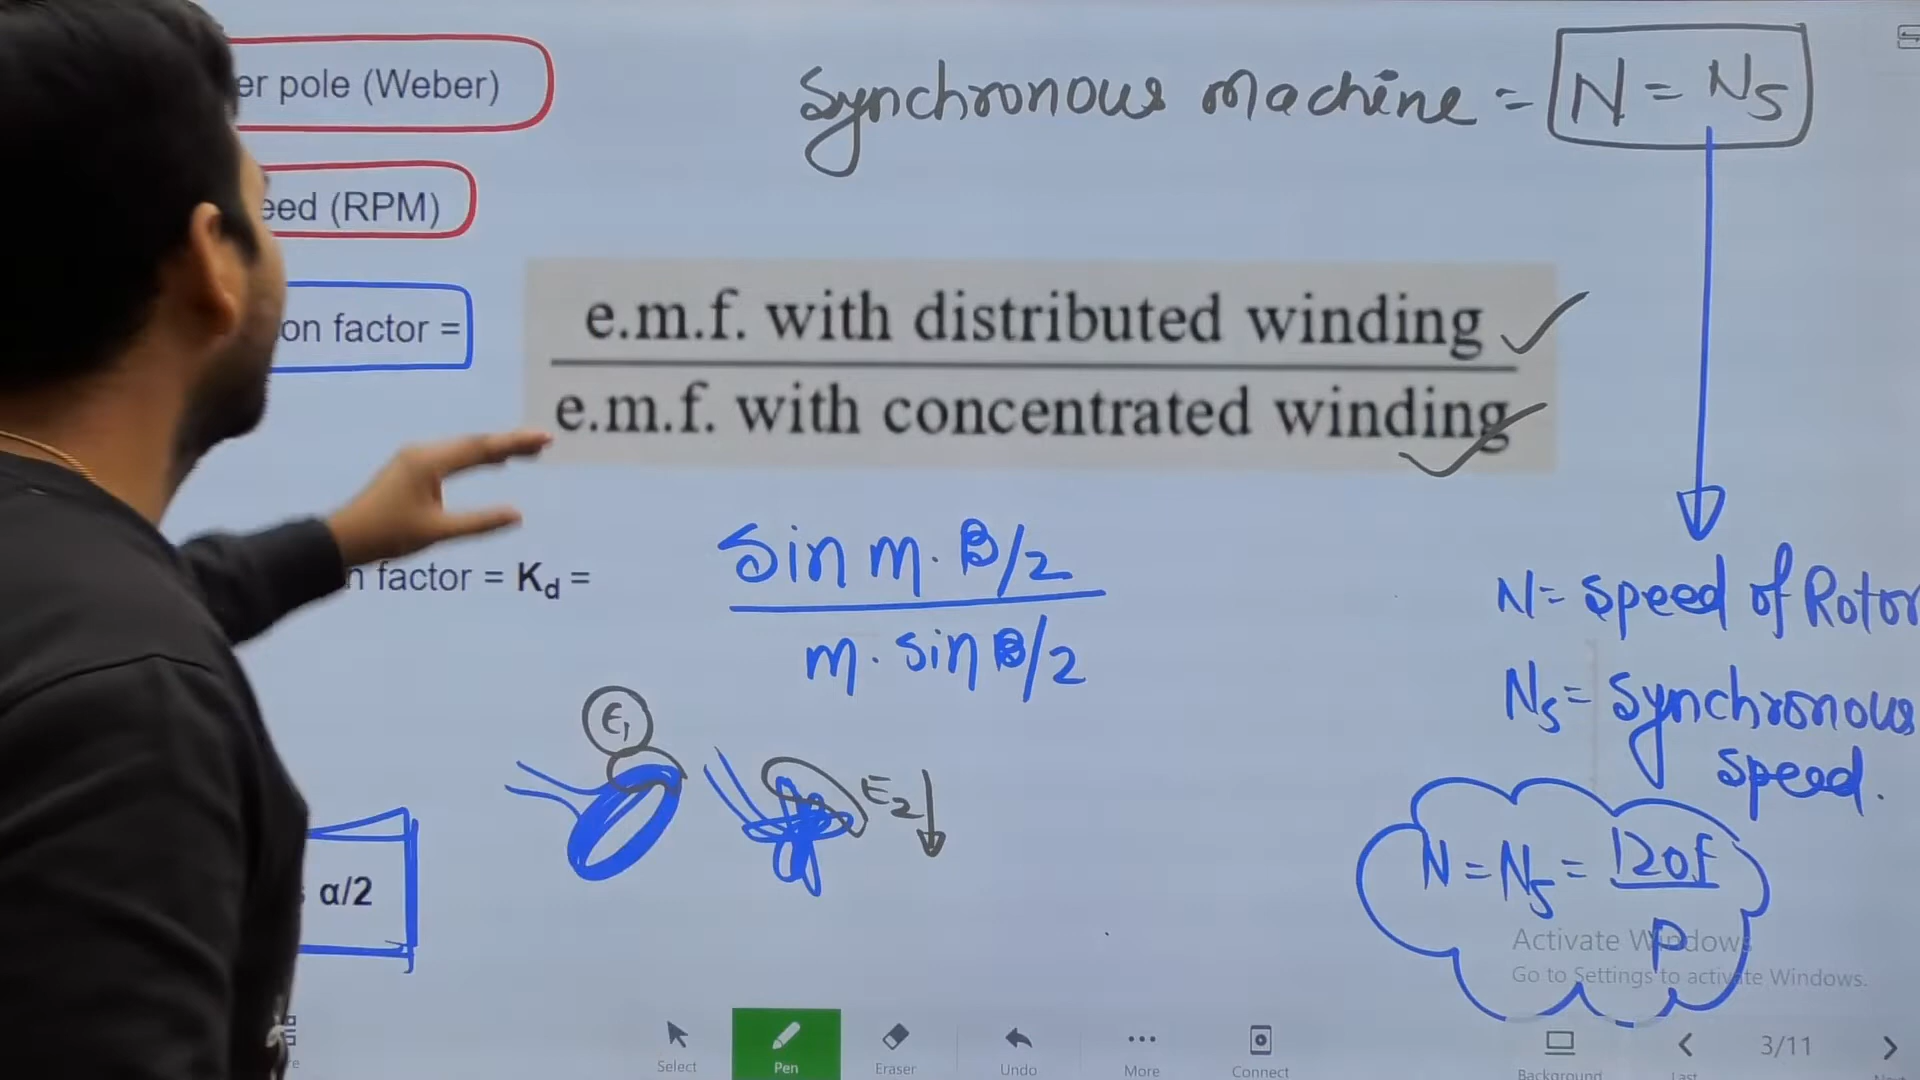 er pole (Weber)
Synchronous machine = N = Ns
eed (RPM)
on factor =
e.m.f. with distributed winding
e.m.f. with concentrated winding
n factor = Kd =
sin m. β/2
m. sin β/2
N = speed of Rotor
Ns = Synchronous speed.
E1
E2
α/2
N = Ns = 120f
P
Activate Windows
Go to Settings to activate Windows.
Select
Pen
Eraser
Undo
More
Connect
Background
Last
3/11